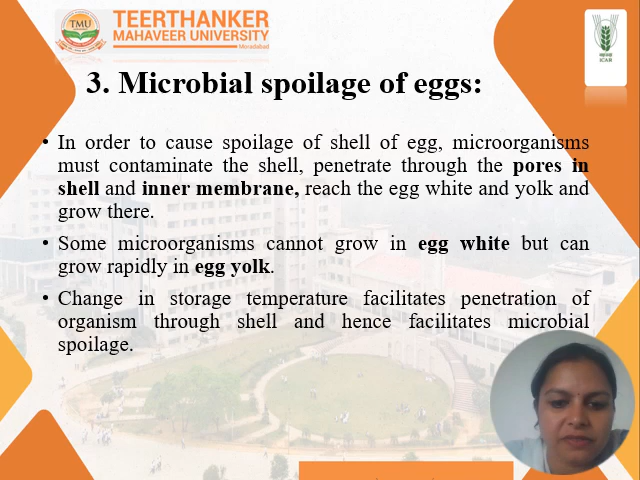 TMU
TEERTHANKER
MAHAVEER UNIVERSITY
Moradabad
ICAR
3. Microbial spoilage of eggs:
• In order to cause spoilage of shell of egg, microorganisms
must contaminate the shell, penetrate through the pores in
shell and inner membrane, reach the egg white and yolk and
grow there.
• Some microorganisms cannot grow in egg white but can
grow rapidly in egg yolk.
• Change in storage temperature facilitates penetration of
organism through shell and hence facilitates microbial
spoilage.